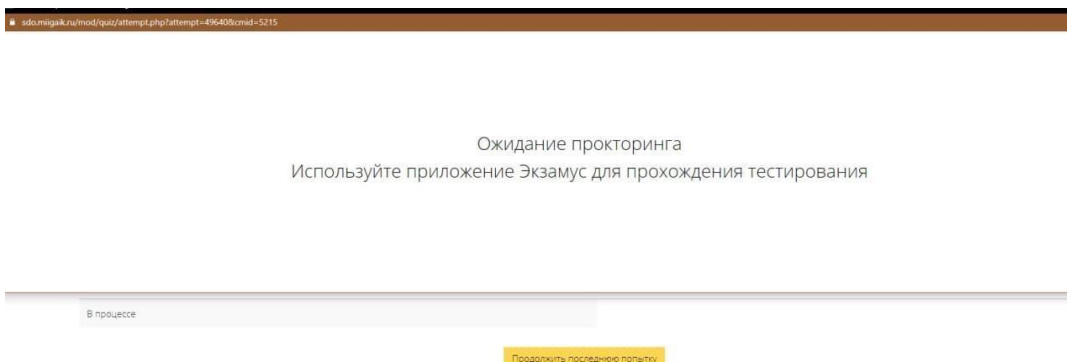 sdo.miigaik.ru/mod/quiz/attempt.php?attempt=49640&cmid=5215
Ожидание прокторинга
Используйте приложение Экзамус для прохождения тестирования
В процессе
Продолжить последнюю попытку